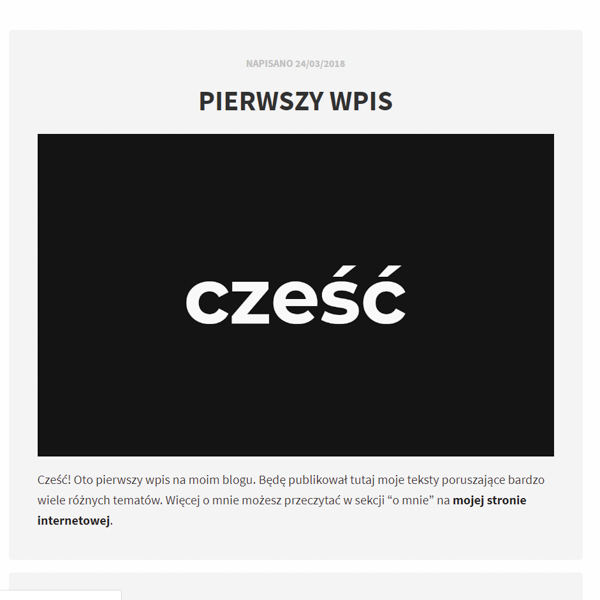 NAPISANO 24/03/2018
PIERWSZY WPIS
cześć
Cześć! Oto pierwszy wpis na moim blogu. Będę publikował tutaj moje teksty poruszające bardzo
wiele różnych tematów. Więcej o mnie możesz przeczytać w sekcji “o mnie” na mojej stronie
internetowej.